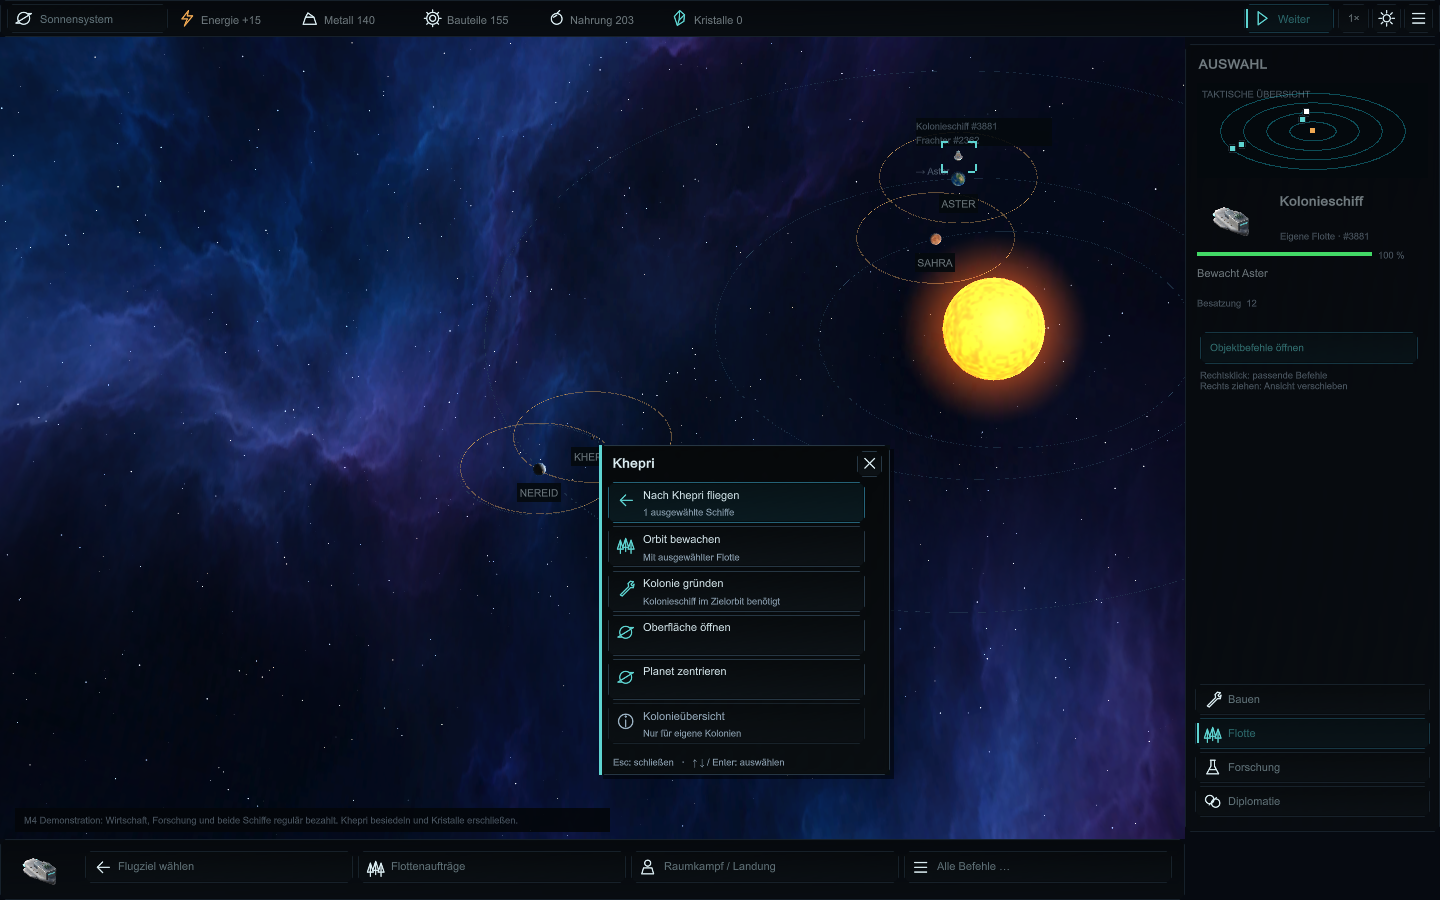 Sonnensystem
Energie +15
Metall 140
Bauteile 155
Nahrung 203
Kristalle 0
Weiter
1×
AUSWAHL
TAKTISCHE ÜBERSICHT
Kolonieschiff #3881
Frachter #2362
→ Aster
ASTER
SAHRA
Kolonieschiff
Eigene Flotte · #3881
100 %
Bewacht Aster
Besatzung 12
Objektbefehle öffnen
Rechtsklick: passende Befehle
Rechts ziehen: Ansicht verschieben
KHEP
NEREID
Khepri
Nach Khepri fliegen
1 ausgewählte Schiffe
Orbit bewachen
Mit ausgewählter Flotte
Kolonie gründen
Kolonieschiff im Zielorbit benötigt
Oberfläche öffnen
Planet zentrieren
Kolonieübersicht
Nur für eigene Kolonien
Esc: schließen · ↑↓ / Enter: auswählen
Bauen
Flotte
Forschung
Diplomatie
M4 Demonstration: Wirtschaft, Forschung und beide Schiffe regulär bezahlt. Khepri besiedeln und Kristalle erschließen.
Flugziel wählen
Flottenaufträge
Raumkampf / Landung
Alle Befehle ...